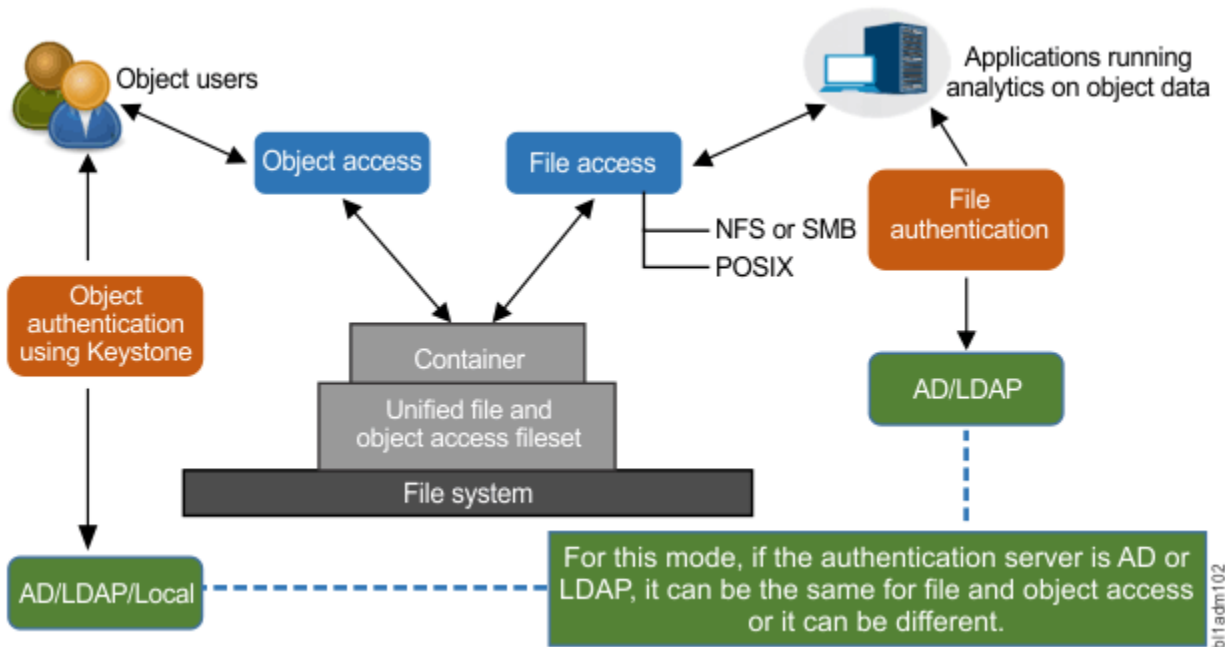 Object users
Applications running
analytics on object data
Object access
File access
File
authentication
NFS or SMB
POSIX
Object
authentication
using Keystone
Container
AD/LDAP
Unified file and
object access fileset
File system
For this mode, if the authentication server is AD or
LDAP, it can be the same for file and object access
or it can be different.
AD/LDAP/Local
bl1adm102